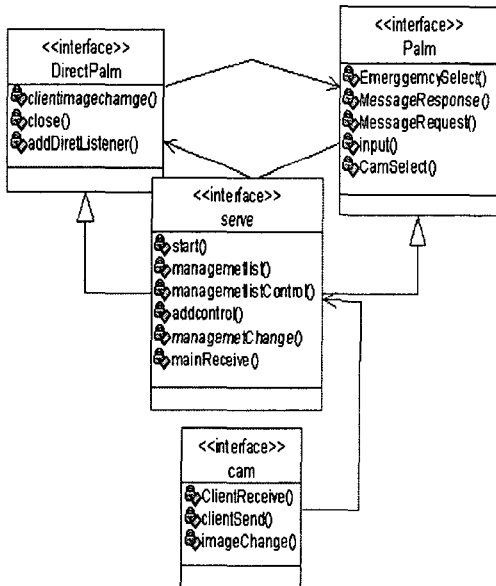 <<interface>>
DirectPalm
clientimagechamge()
close()
addDiretListener()
<<interface>>
Palm
EmerggemcySelect()
MessageResponse()
MessageRequest()
input()
CamSelect()
<<interface>>
serve
start()
managemetlist()
managemetlistControl()
addcontrol()
managemetChange()
mainReceive()
<<interface>>
cam
ClientReceive()
clientSend()
imageChange()